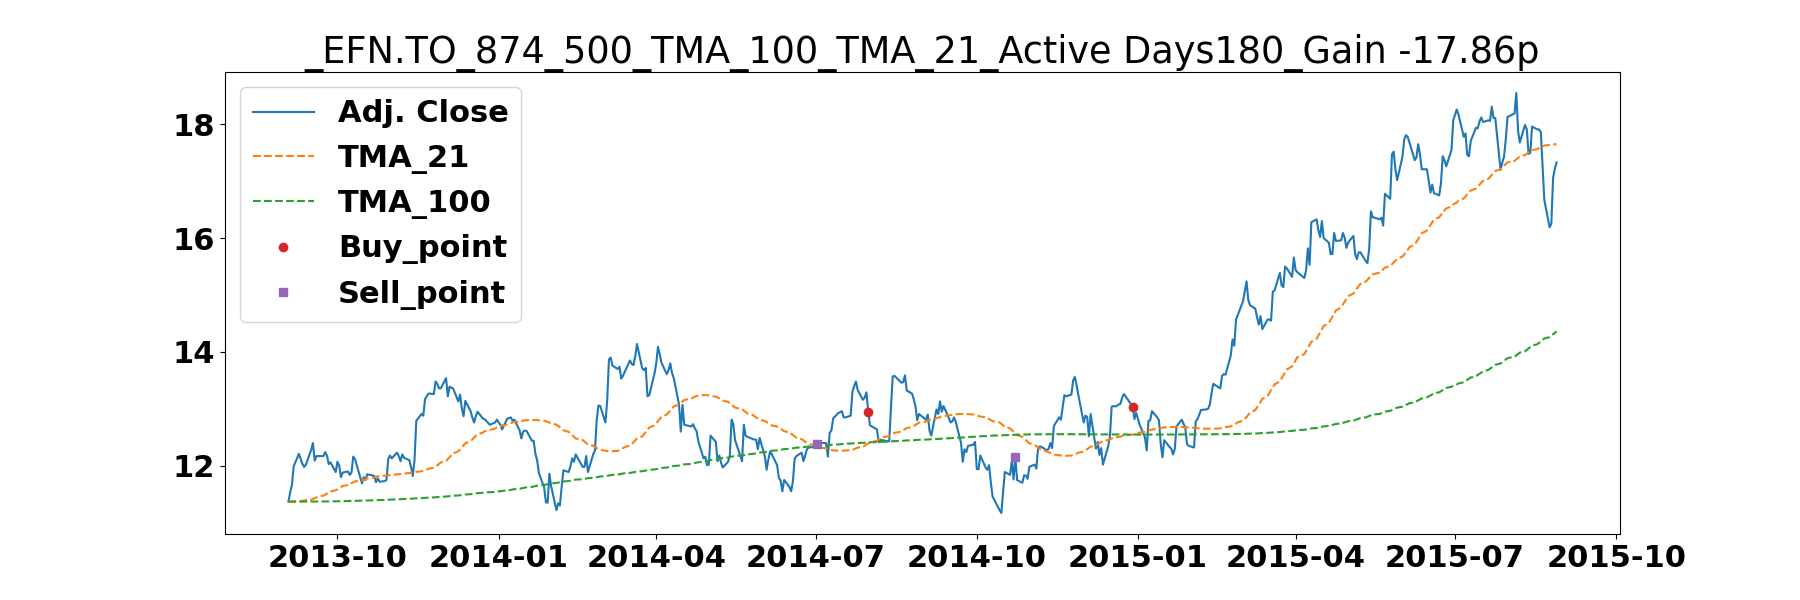 _EFN.TO_874_500_TMA_100_TMA_21_Active Days180_Gain -17.86p
Adj. Close
TMA_21
TMA_100
Buy_point
Sell_point
18
16
14
12
2013-10 2014-01 2014-04 2014-07 2014-10 2015-01 2015-04 2015-07 2015-10